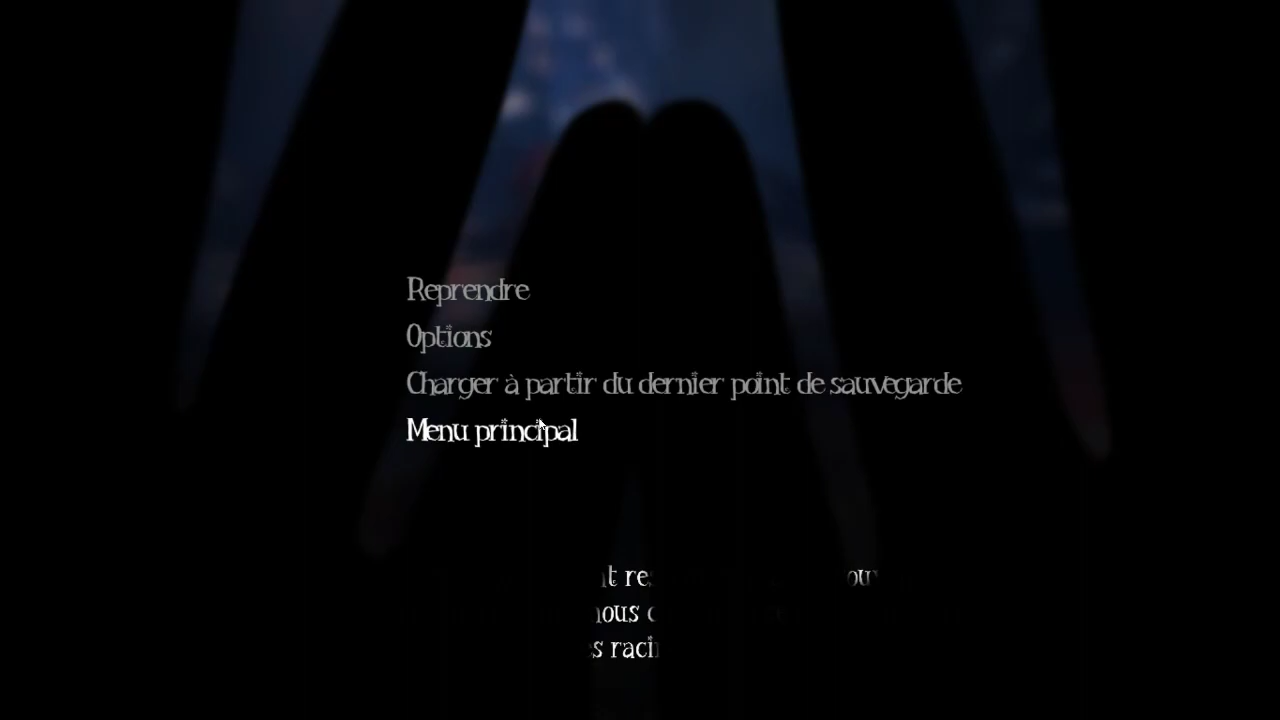 Reprendre
Options
Charger à partir du dernier point de sauvegarde
Menu principal
nous